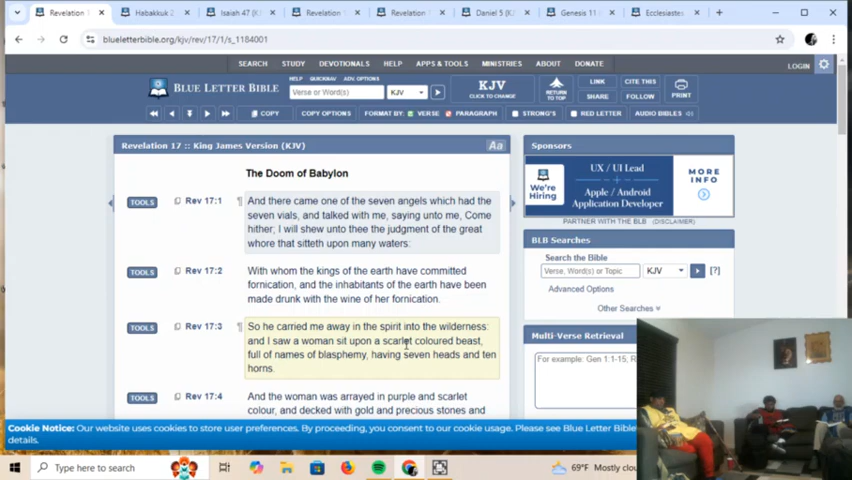 Revelation 1
Habakkuk 2
Isaiah 47 (K
Revelation
Revelation
Daniel 5 (KJ
Genesis 11
Ecclesiastes
blueletterbible.org/kjv/rev/17/1/s_1184001
SEARCH STUDY DEVOTIONALS HELP APPS & TOOLS MINISTRIES ABOUT DONATE LOGIN
BLUE LETTER BIBLE
HELP QUICKNAV ADV. OPTIONS
Verse or Word(s) KJV
KJV
CLICK TO CHANGE
RETURN TO TOP
LINK
SHARE
CITE THIS
FOLLOW
PRINT
COPY COPY OPTIONS FORMAT BY: VERSE PARAGRAPH STRONG'S RED LETTER AUDIO BIBLES
Revelation 17 :: King James Version (KJV) Aa
The Doom of Babylon
TOOLS Rev 17:1 ¶ And there came one of the seven angels which had the
seven vials, and talked with me, saying unto me, Come
hither; I will shew unto thee the judgment of the great
whore that sitteth upon many waters:
TOOLS Rev 17:2 With whom the kings of the earth have committed
fornication, and the inhabitants of the earth have been
made drunk with the wine of her fornication.
TOOLS Rev 17:3 ¶ So he carried me away in the spirit into the wilderness:
and I saw a woman sit upon a scarlet coloured beast,
full of names of blasphemy, having seven heads and ten
horns.
TOOLS Rev 17:4 And the woman was arrayed in purple and scarlet
colour, and decked with gold and precious stones and
Sponsors
We're
Hiring
UX / UI Lead
+
Apple / Android
Application Developer
MORE
INFO
PARTNER WITH THE BLB (DISCLAIMER)
BLB Searches
Search the Bible
Verse, Word(s) or Topic KJV [?]
Advanced Options
Other Searches
Multi-Verse Retrieval
For example: Gen 1:1-15; R
Cookie Notice: Our website uses cookies to store user preferences. By proceeding, you consent to our cookie usage. Please see Blue Letter Bible
details.
Type here to search
69°F Mostly clou